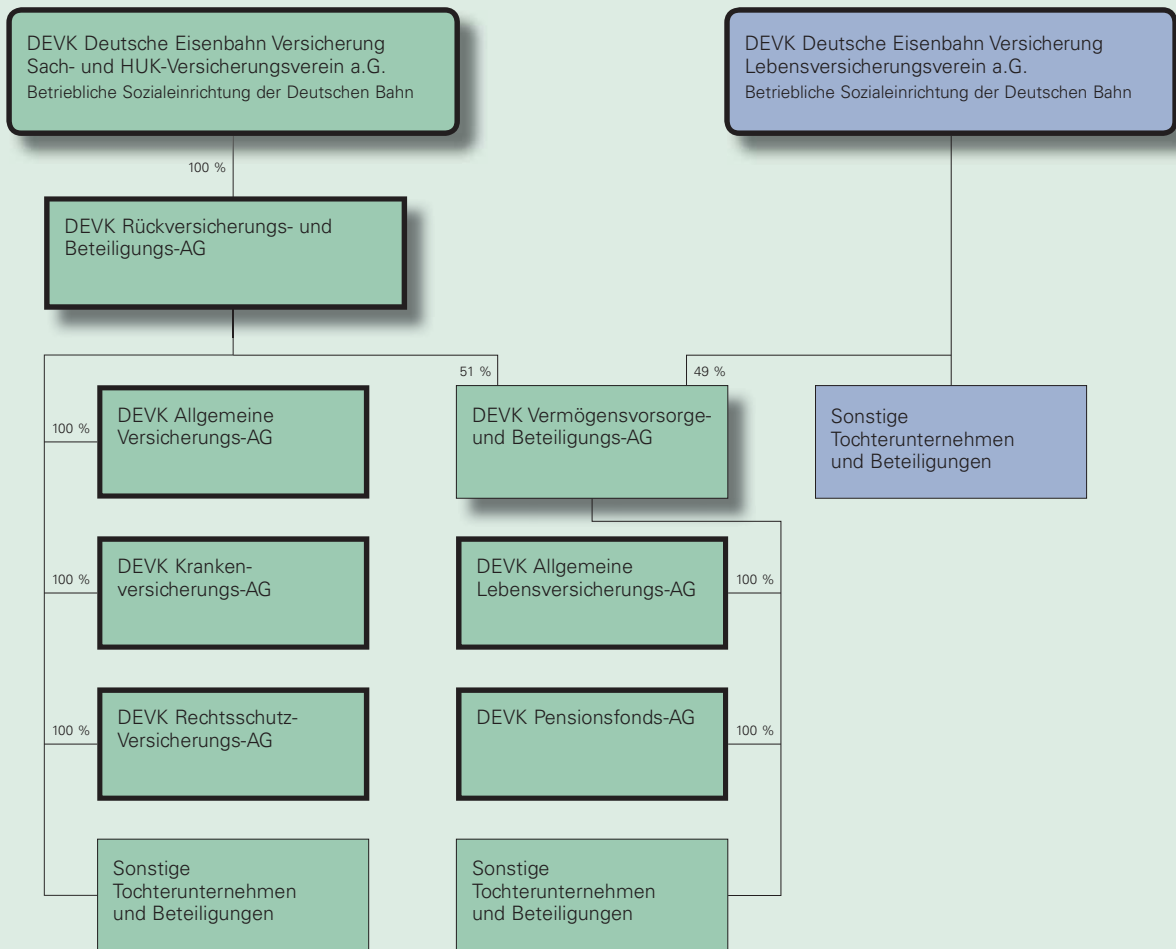 DEVK Deutsche Eisenbahn Versicherung
Sach- und HUK-Versicherungsverein a.G.
Betriebliche Sozialeinrichtung der Deutschen Bahn
DEVK Deutsche Eisenbahn Versicherung
Lebensversicherungsverein a.G.
Betriebliche Sozialeinrichtung der Deutschen Bahn
100 %
DEVK Rückversicherungs- und
Beteiligungs-AG
51 %
49 %
100 %
DEVK Allgemeine
Versicherungs-AG
DEVK Vermögensvorsorge-
und Beteiligungs-AG
Sonstige
Tochterunternehmen
und Beteiligungen
100 %
DEVK Kranken-
versicherungs-AG
DEVK Allgemeine
Lebensversicherungs-AG
100 %
100 %
DEVK Rechtsschutz-
Versicherungs-AG
DEVK Pensionsfonds-AG
100 %
Sonstige
Tochterunternehmen
und Beteiligungen
Sonstige
Tochterunternehmen
und Beteiligungen